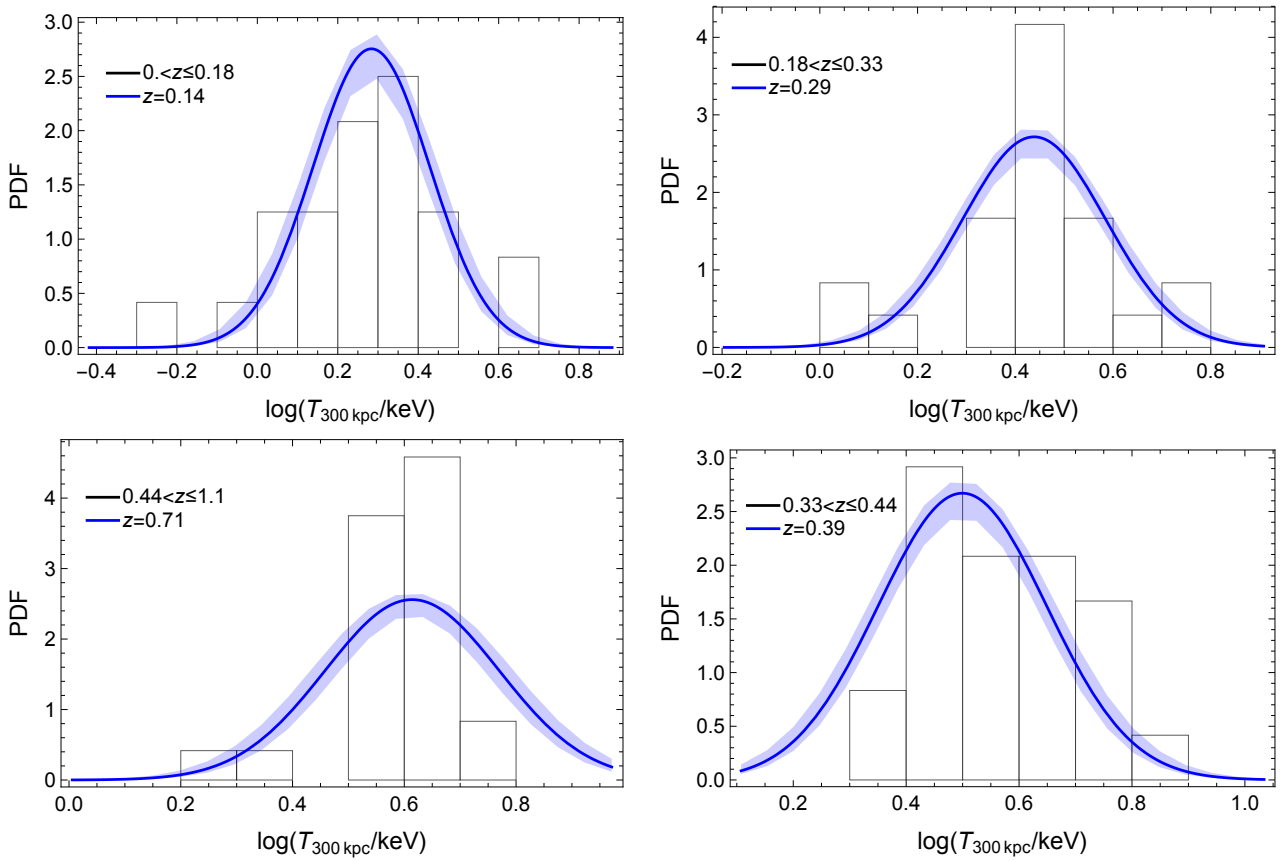 0.<z≤0.18
z=0.14
PDF
3.0
2.5
2.0
1.5
1.0
0.5
0.0
−0.4 −0.2 0.0 0.2 0.4 0.6 0.8
log(T300 kpc/keV)
0.18<z≤0.33
z=0.29
PDF
4
3
2
1
0
−0.2 0.0 0.2 0.4 0.6 0.8
log(T300 kpc/keV)
0.44<z≤1.1
z=0.71
PDF
4
3
2
1
0
0.0 0.2 0.4 0.6 0.8
log(T300 kpc/keV)
0.33<z≤0.44
z=0.39
PDF
3.0
2.5
2.0
1.5
1.0
0.5
0.0
0.2 0.4 0.6 0.8 1.0
log(T300 kpc/keV)